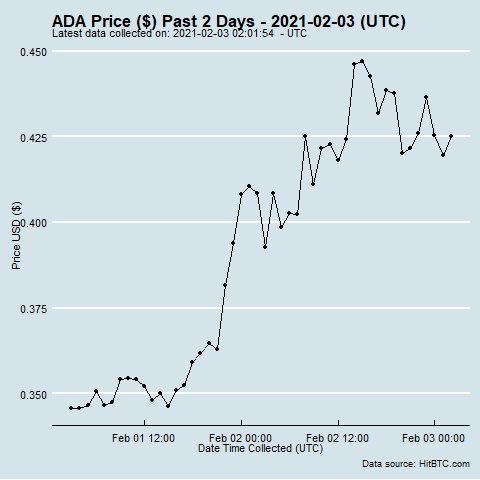 ADA Price ($) Past 2 Days - 2021-02-03 (UTC)
Latest data collected on: 2021-02-03 02:01:54 - UTC
0.450
0.425
0.400
0.375
0.350
Price USD ($)
Feb 01 12:00 Feb 02 00:00 Feb 02 12:00 Feb 03 00:00
Date Time Collected (UTC)
Data source: HitBTC.com